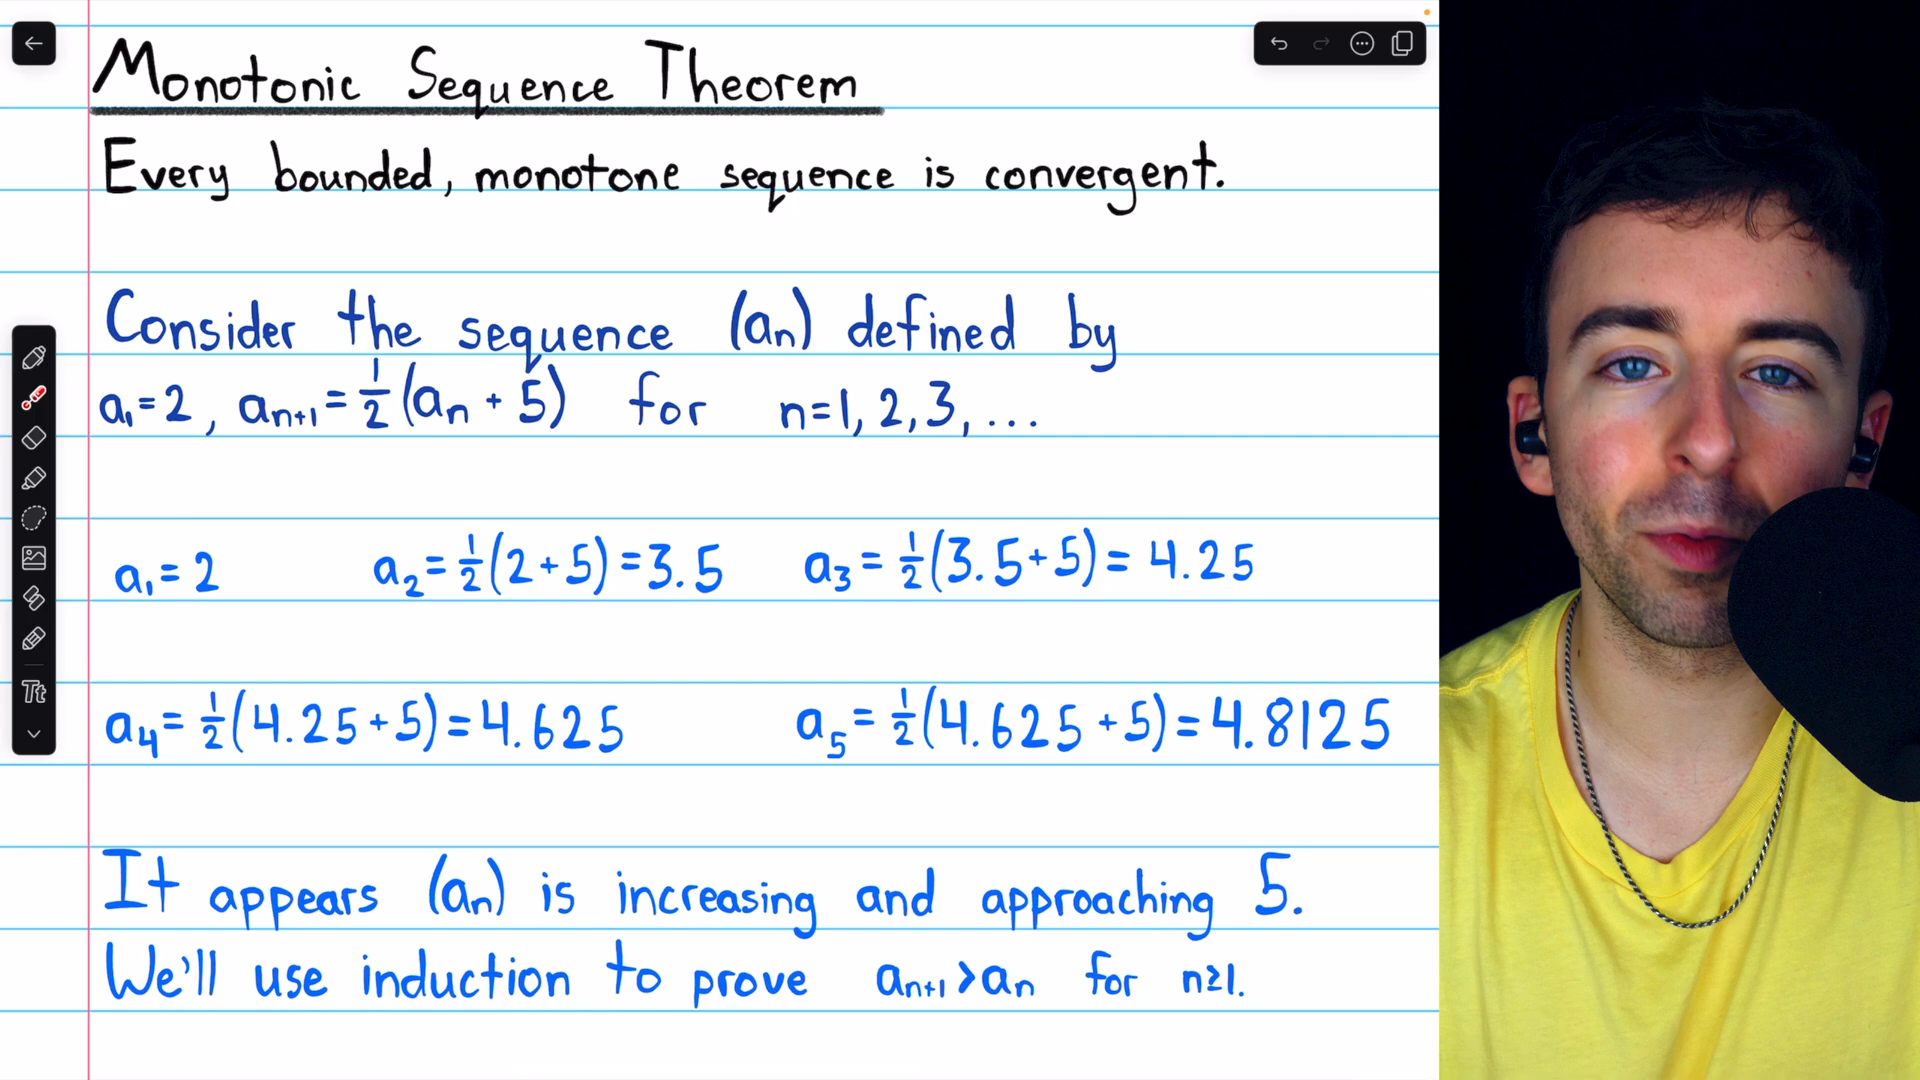 Monotonic Sequence Theorem
Every bounded, monotone sequence is convergent.
Consider the sequence (aₙ) defined by
a₁=2, aₙ₊₁=½(aₙ+5) for n=1,2,3,...
a₁=2 a₂=½(2+5)=3.5 a₃=½(3.5+5)=4.25
a₄=½(4.25+5)=4.625 a₅=½(4.625+5)=4.8125
It appears (aₙ) is increasing and approaching 5.
We'll use induction to prove aₙ₊₁>aₙ for n≥1.
Tt